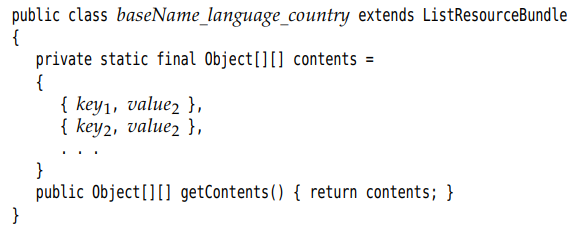 public class baseName_language_country extends ListResourceBundle
{
private static final Object[][] contents =
{
{ key1, value2 },
{ key2, value2 },
. . .
}
public Object[][] getContents() { return contents; }
}